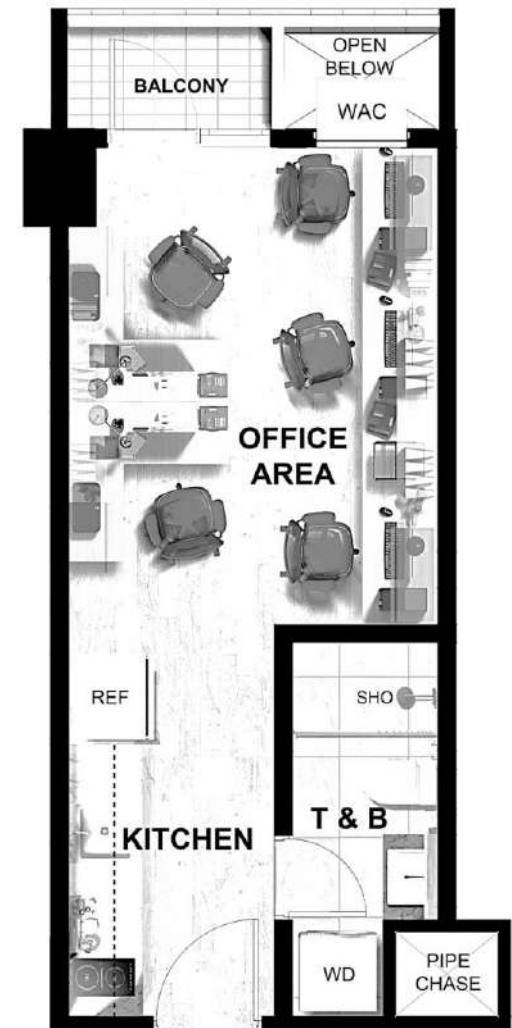 OPEN
BELOW
BALCONY
WAC
OFFICE
AREA
REF
SHO
T & B
KITCHEN
WD
PIPE
CHASE